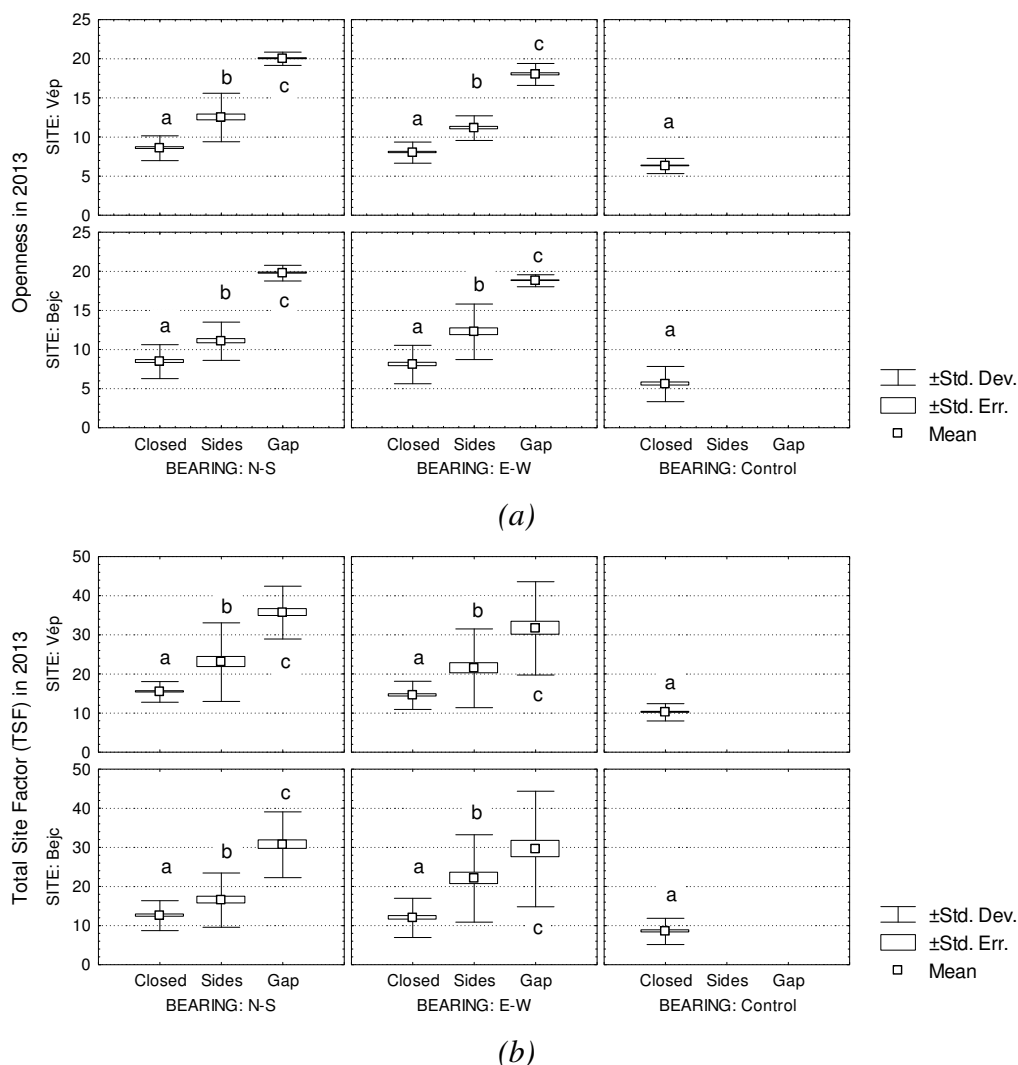 Openness in 2013
SITE: Vép
25
20
15
10
5
0
a
b
c
a
b
c
a
SITE: Bejc
25
20
15
10
5
0
a
b
c
a
b
c
a
Closed Sides Gap
BEARING: N-S
Closed Sides Gap
BEARING: E-W
Closed Sides Gap
BEARING: Control
±Std. Dev.
±Std. Err.
Mean
(a)
Total Site Factor (TSF) in 2013
SITE: Vép
50
40
30
20
10
0
a
b
c
a
b
c
a
SITE: Bejc
50
40
30
20
10
0
a
b
c
a
b
c
a
Closed Sides Gap
BEARING: N-S
Closed Sides Gap
BEARING: E-W
Closed Sides Gap
BEARING: Control
±Std. Dev.
±Std. Err.
Mean
(b)